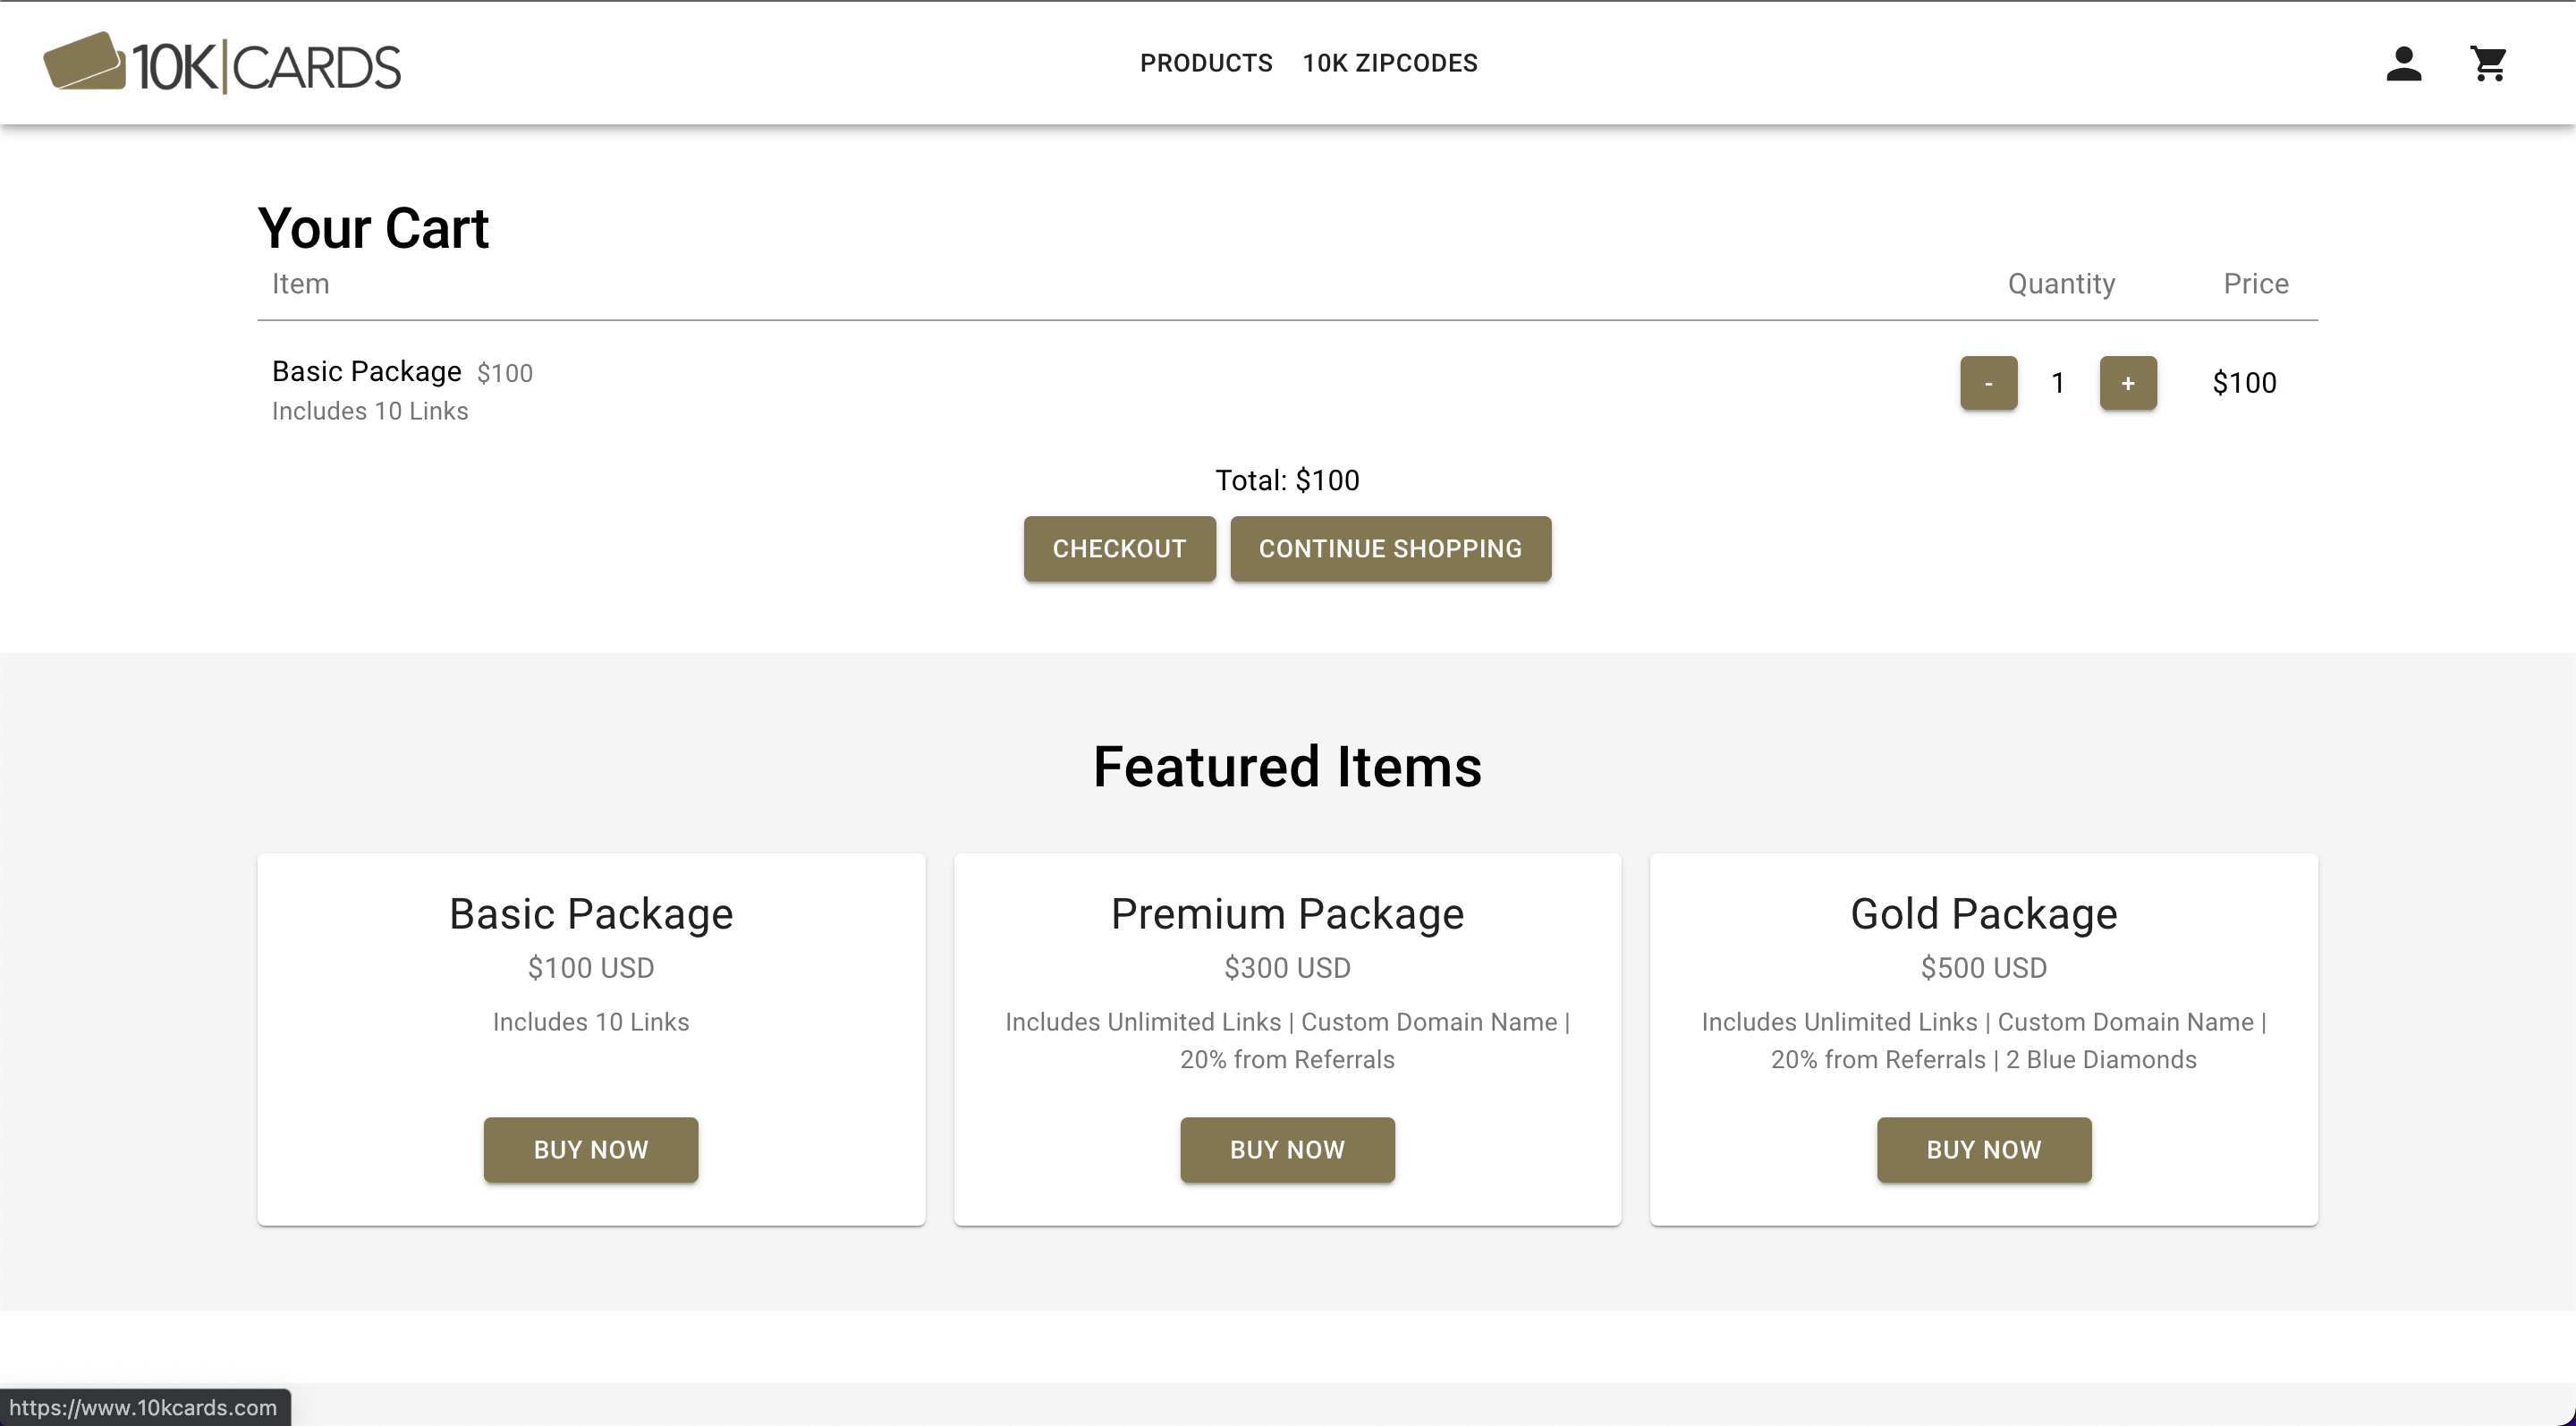 10K|CARDS
PRODUCTS 10K ZIPCODES
Your Cart
Item Quantity Price
Basic Package $100
Includes 10 Links
- 1 + $100
Total: $100
CHECKOUT CONTINUE SHOPPING
Featured Items
Basic Package
$100 USD
Includes 10 Links
BUY NOW
Premium Package
$300 USD
Includes Unlimited Links | Custom Domain Name |
20% from Referrals
BUY NOW
Gold Package
$500 USD
Includes Unlimited Links | Custom Domain Name |
20% from Referrals | 2 Blue Diamonds
BUY NOW
https://www.10kcards.com